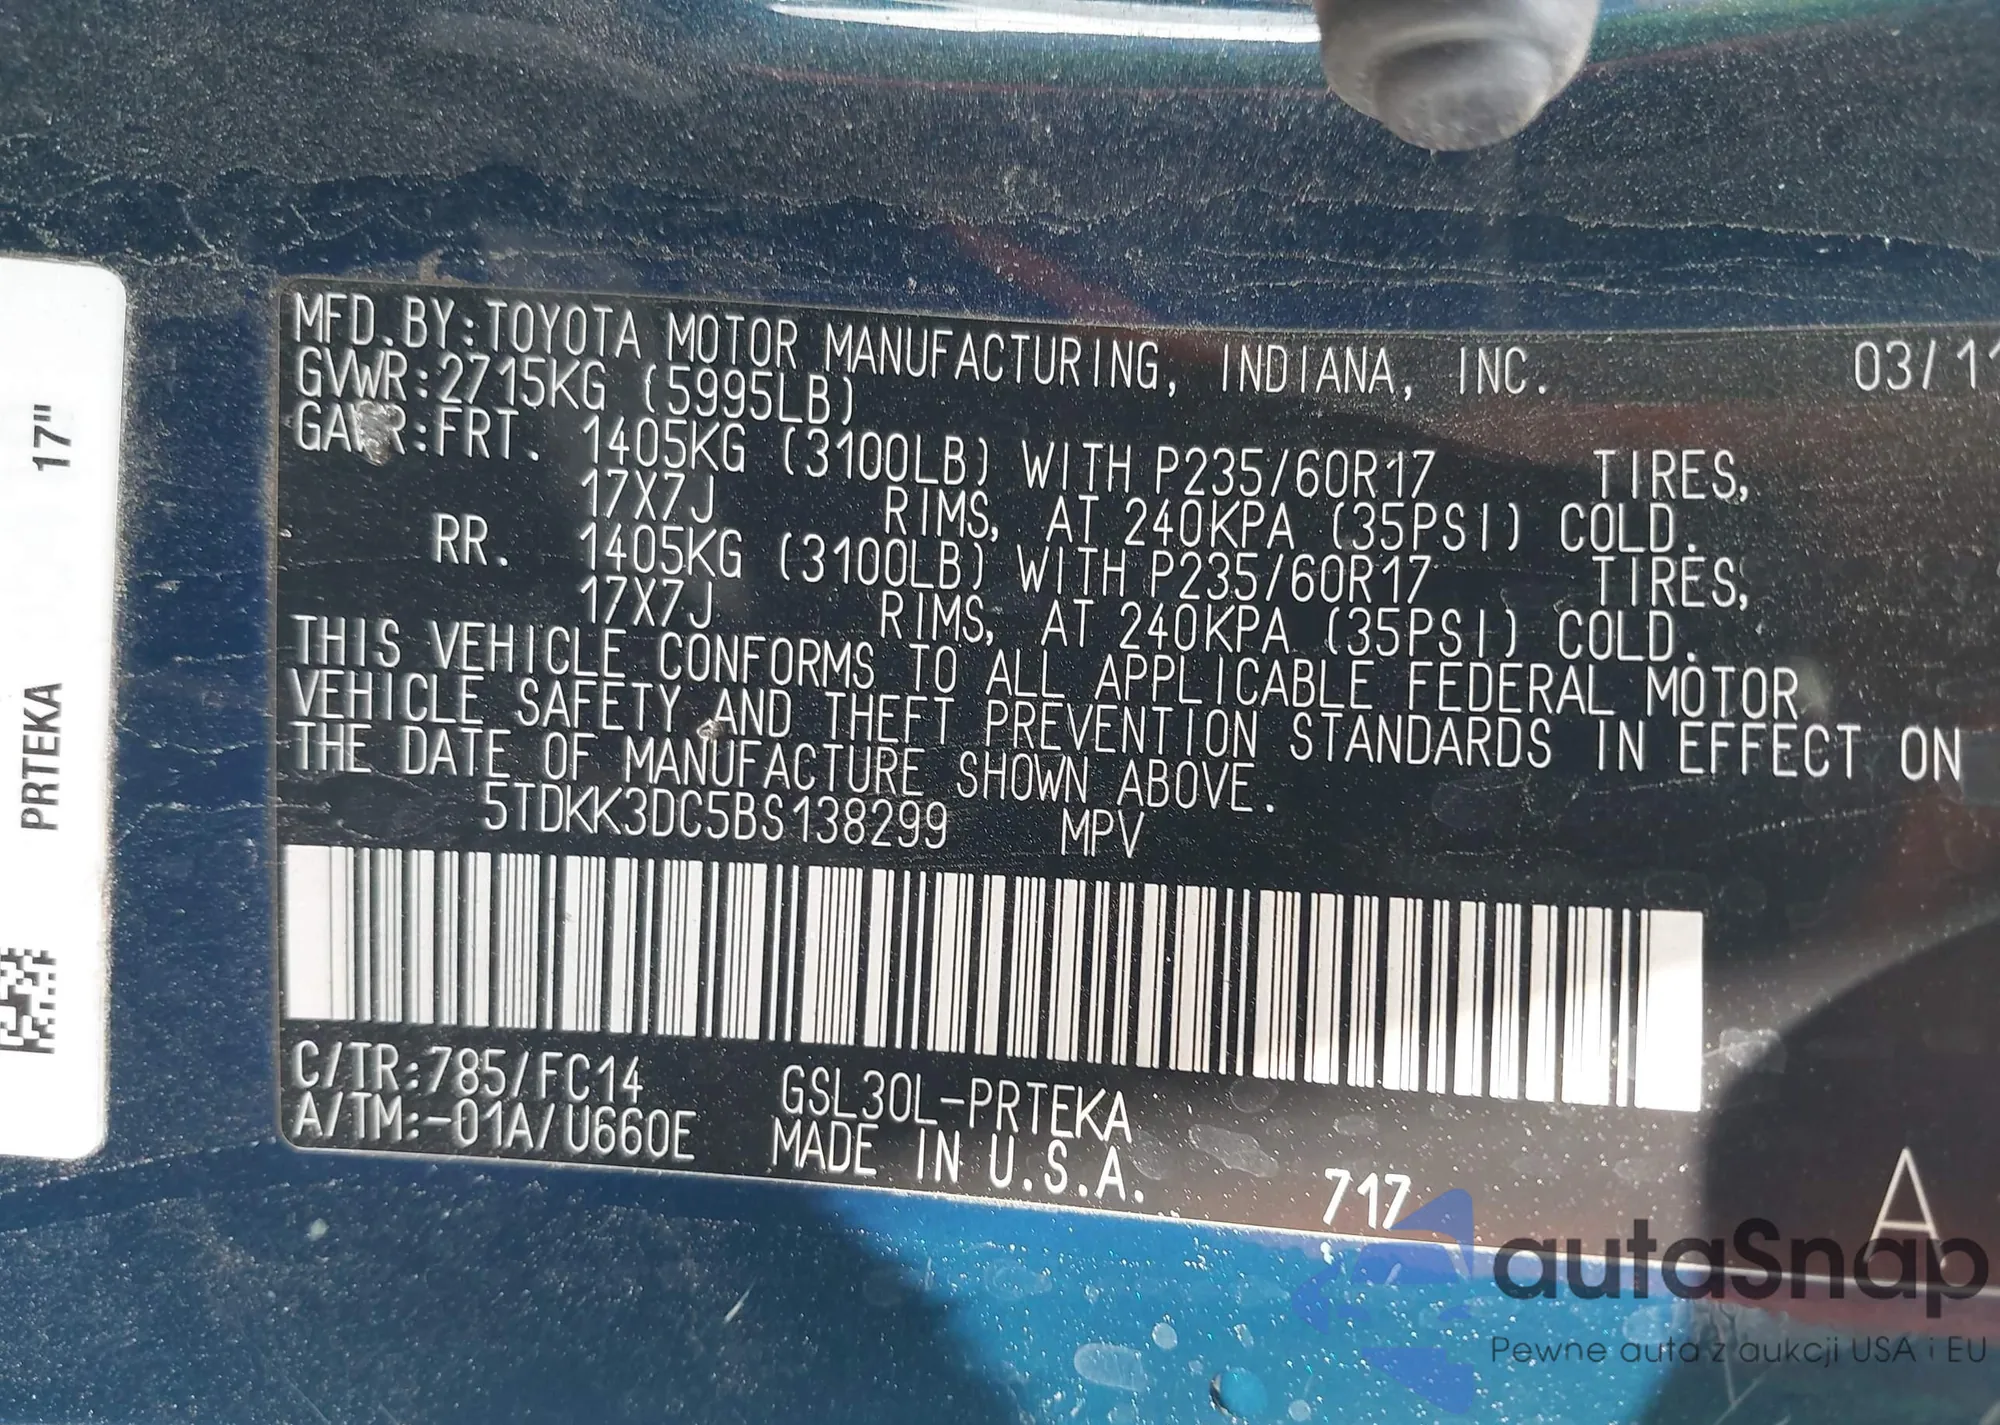 MFD.BY:TOYOTA MOTOR MANUFACTURING, INDIANA, INC. 03/11
GVWR:2715KG (5995LB)
GAWR:FRT. 1405KG (3100LB) WITH P235/60R17 TIRES,
17X7J RIMS, AT 240KPA (35PSI) COLD.
RR. 1405KG (3100LB) WITH P235/60R17 TIRES,
17X7J RIMS, AT 240KPA (35PSI) COLD.
THIS VEHICLE CONFORMS TO ALL APPLICABLE FEDERAL MOTOR
VEHICLE SAFETY AND THEFT PREVENTION STANDARDS IN EFFECT ON
THE DATE OF MANUFACTURE SHOWN ABOVE.
5TDKK3DC5BS138299 MPV
C/TR:785/FC14 GSL30L-PRTEKA
A/TM:-01A/U660E MADE IN U.S.A.
717
A
PRTEKA 17"
autaSnap
Pewne auta z aukcji USA i EU